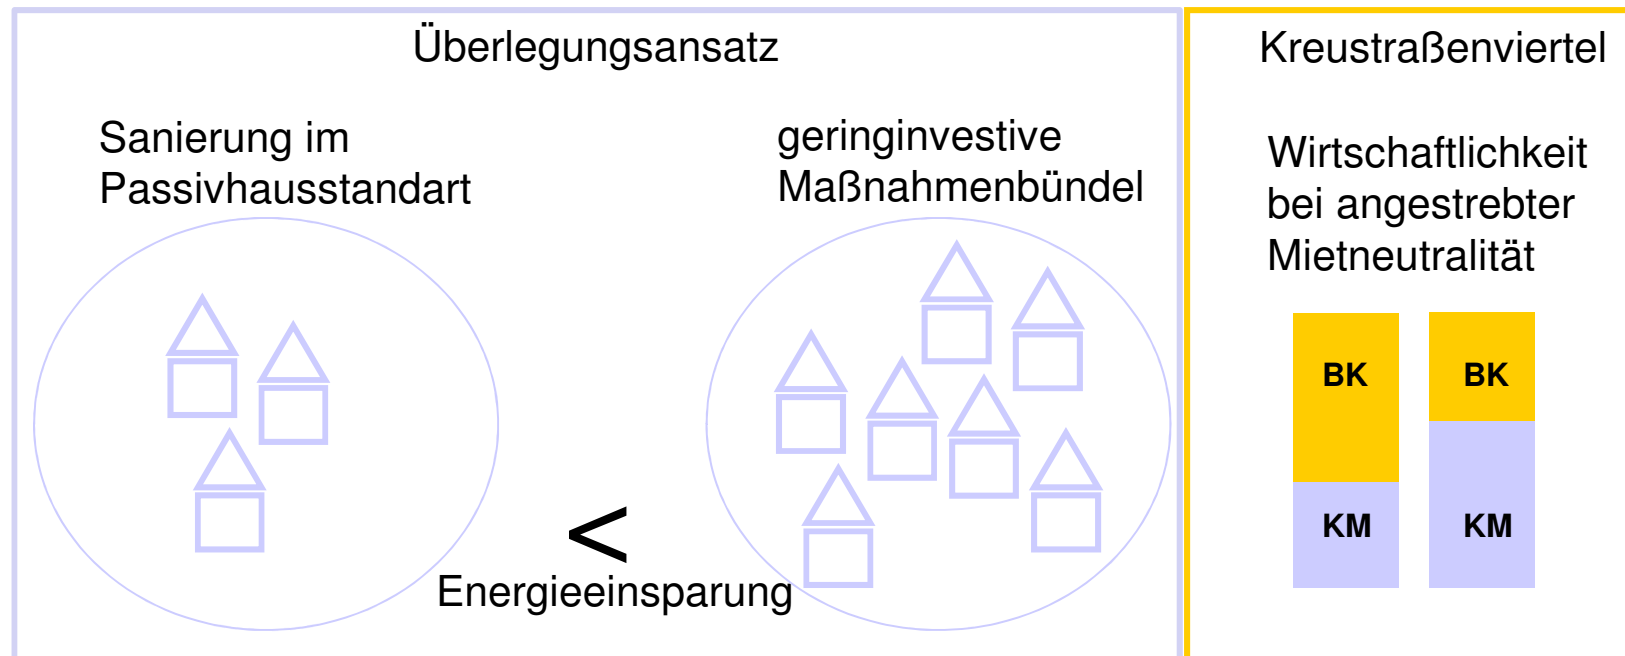 Überlegungsansatz
Sanierung im
Passivhausstandart
geringinvestive
Maßnahmenbündel
<
Energieeinsparung
Kreustraßenviertel
Wirtschaftlichkeit
bei angestrebter
Mietneutralität
BK
BK
KM
KM